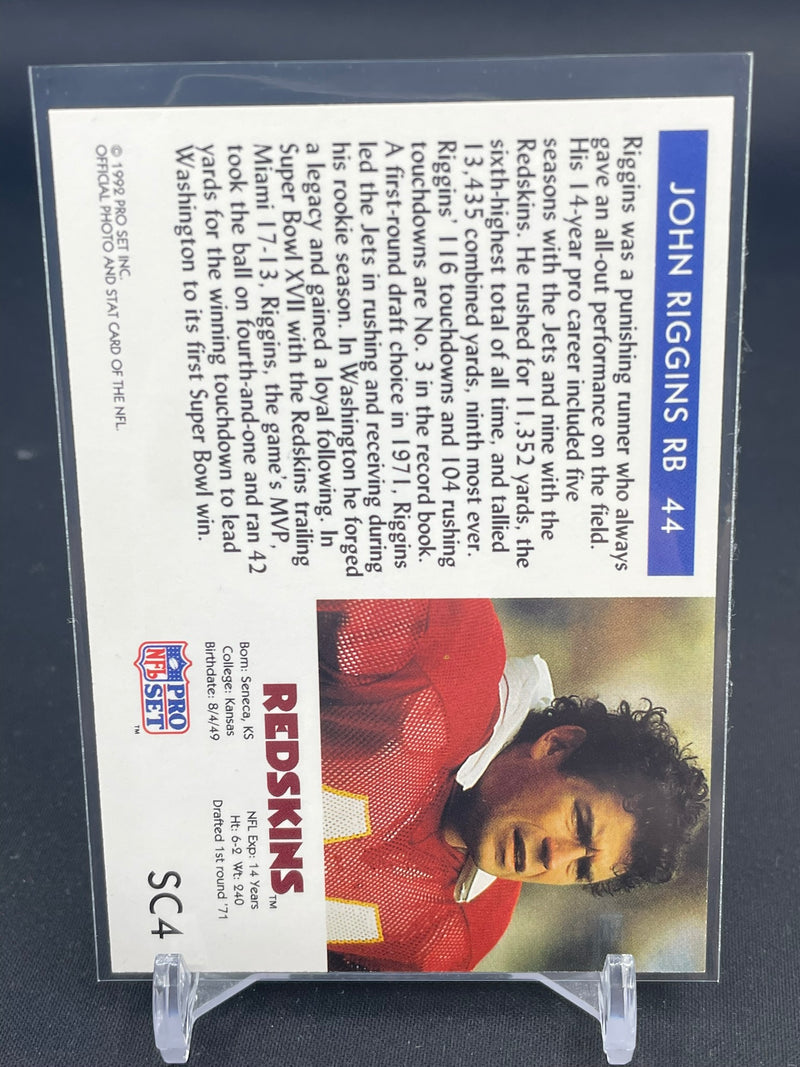 JOHN RIGGINS RB 44
Riggins was a punishing runner who always
gave an all-out performance on the field.
His 14-year pro career included five
seasons with the Jets and nine with the
Redskins. He rushed for 11,352 yards, the
sixth-highest total of all time, and tallied
13,435 combined yards, ninth most ever.
Riggins' 116 touchdowns and 104 rushing
touchdowns are No. 3 in the record book.
A first-round draft choice in 1971, Riggins
led the Jets in rushing and receiving during
his rookie season. In Washington he forged
a legacy and gained a loyal following. In
Super Bowl XVII with the Redskins trailing
Miami 17-13, Riggins, the game's MVP,
took the ball on fourth-and-one and ran 42
yards for the winning touchdown to lead
Washington to its first Super Bowl win.
© 1992 PRO SET INC.
OFFICIAL PHOTO AND STAT CARD OF THE NFL.
REDSKINS™
Born: Seneca, KS
College: Kansas
Birthdate: 8/4/49
NFL Exp: 14 Years
Ht: 6-2 Wt: 240
Drafted 1st round '71
PRO
NFL SET™
SC4